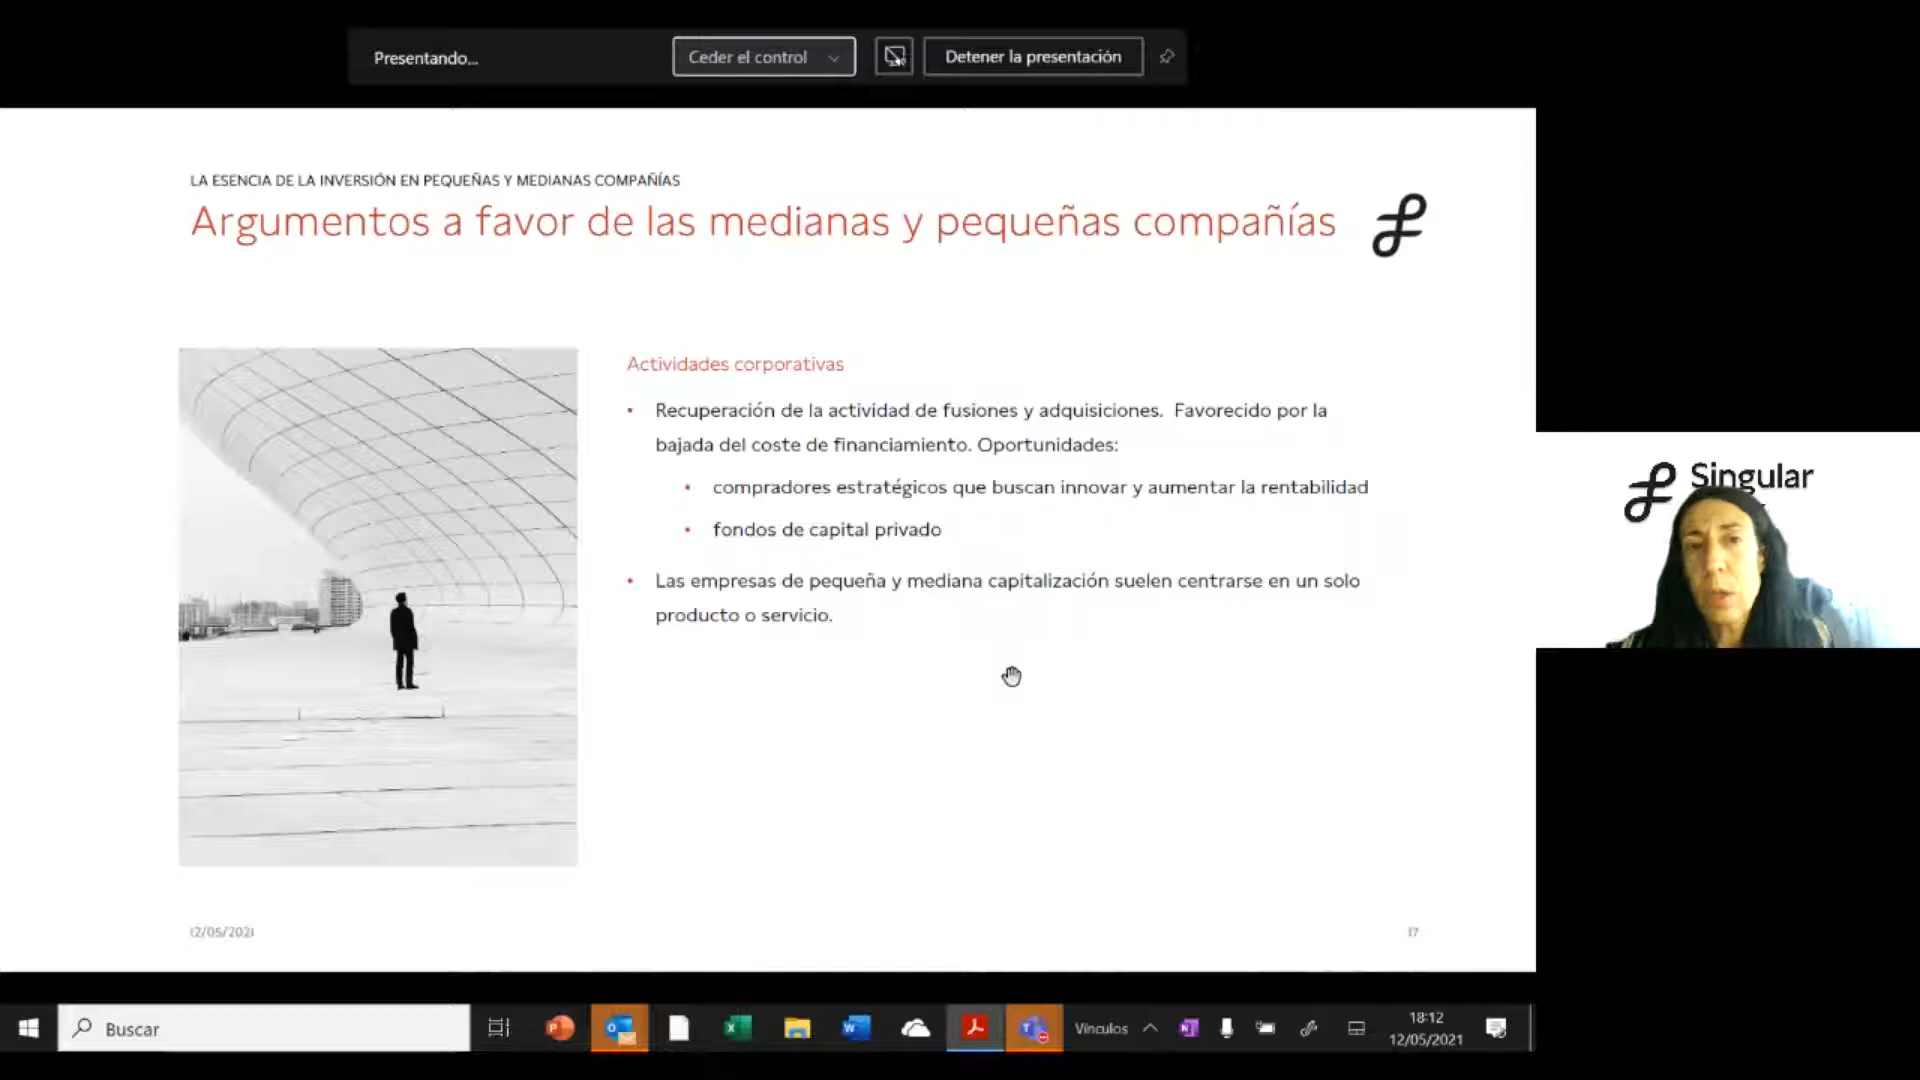 Presentando...
Ceder el control
Detener la presentación
LA ESENCIA DE LA INVERSIÓN EN PEQUEÑAS Y MEDIANAS COMPAÑÍAS
Argumentos a favor de las medianas y pequeñas compañías
Actividades corporativas
• Recuperación de la actividad de fusiones y adquisiciones. Favorecido por la
bajada del coste de financiamiento. Oportunidades:
• compradores estratégicos que buscan innovar y aumentar la rentabilidad
• fondos de capital privado
• Las empresas de pequeña y mediana capitalización suelen centrarse en un solo
producto o servicio.
Singular
12/05/2021
17
Buscar
Vínculos
18:12
12/05/2021